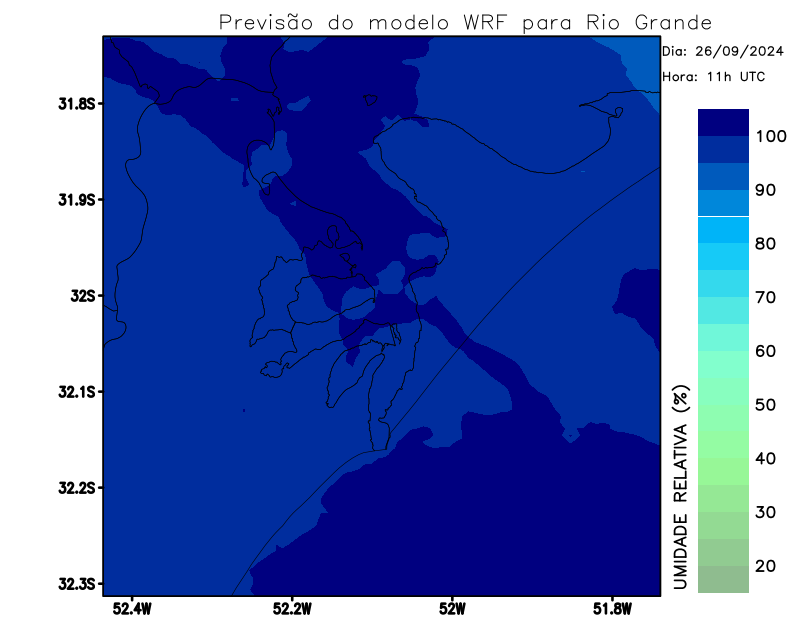 Previsão do modelo WRF para Rio Grande
Dia: 26/09/2024
Hora: 11h UTC
31.8S
31.9S
32S
32.1S
32.2S
32.3S
52.4W
52.2W
52W
51.8W
UMIDADE RELATIVA (%)
100
90
80
70
60
50
40
30
20